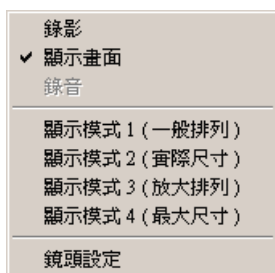 錄影
顯示畫面
錄音
顯示模式 1 ( 一般排列 )
顯示模式 2 ( 實際尺寸 )
顯示模式 3 ( 放大排列 )
顯示模式 4 ( 最大尺寸 )
鏡頭設定